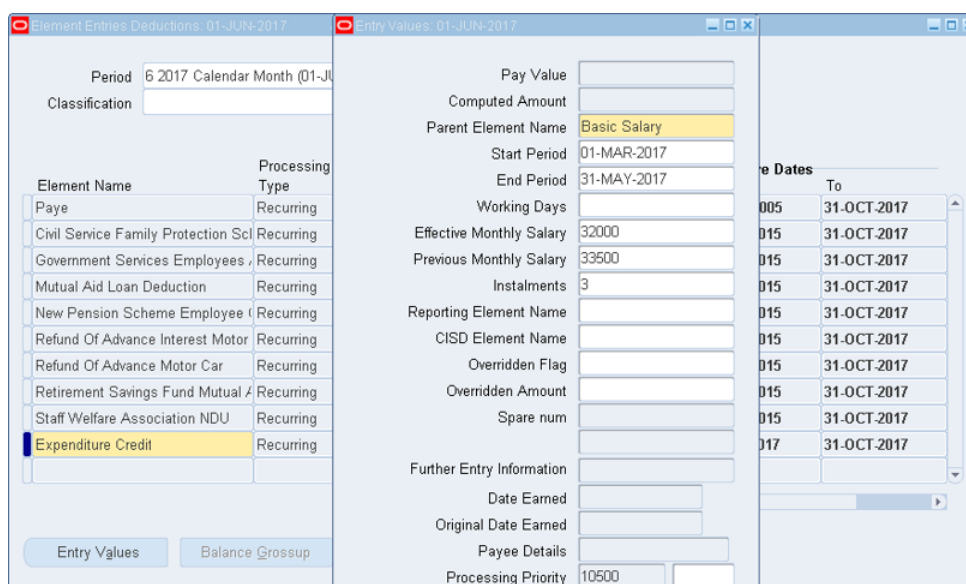 Element Entries Deductions: 01-JUN-2017
Period 6 2017 Calendar Month (01-JU
Classification
Element Name Processing Type
Paye Recurring
Civil Service Family Protection Scl Recurring
Government Services Employees Recurring
Mutual Aid Loan Deduction Recurring
New Pension Scheme Employee Recurring
Refund Of Advance Interest Motor Recurring
Refund Of Advance Motor Car Recurring
Retirement Savings Fund Mutual A Recurring
Staff Welfare Association NDU Recurring
Expenditure Credit Recurring
Entry Values Balance Grossup
Entry Values: 01-JUN-2017
Pay Value
Computed Amount
Parent Element Name Basic Salary
Start Period 01-MAR-2017
End Period 31-MAY-2017
Working Days
Effective Monthly Salary 32000
Previous Monthly Salary 33500
Instalments 3
Reporting Element Name
CISD Element Name
Overridden Flag
Overridden Amount
Spare num
Further Entry Information
Date Earned
Original Date Earned
Payee Details
Processing Priority 10500
e Dates
To
005 31-OCT-2017
015 31-OCT-2017
015 31-OCT-2017
015 31-OCT-2017
015 31-OCT-2017
015 31-OCT-2017
015 31-OCT-2017
015 31-OCT-2017
015 31-OCT-2017
017 31-OCT-2017